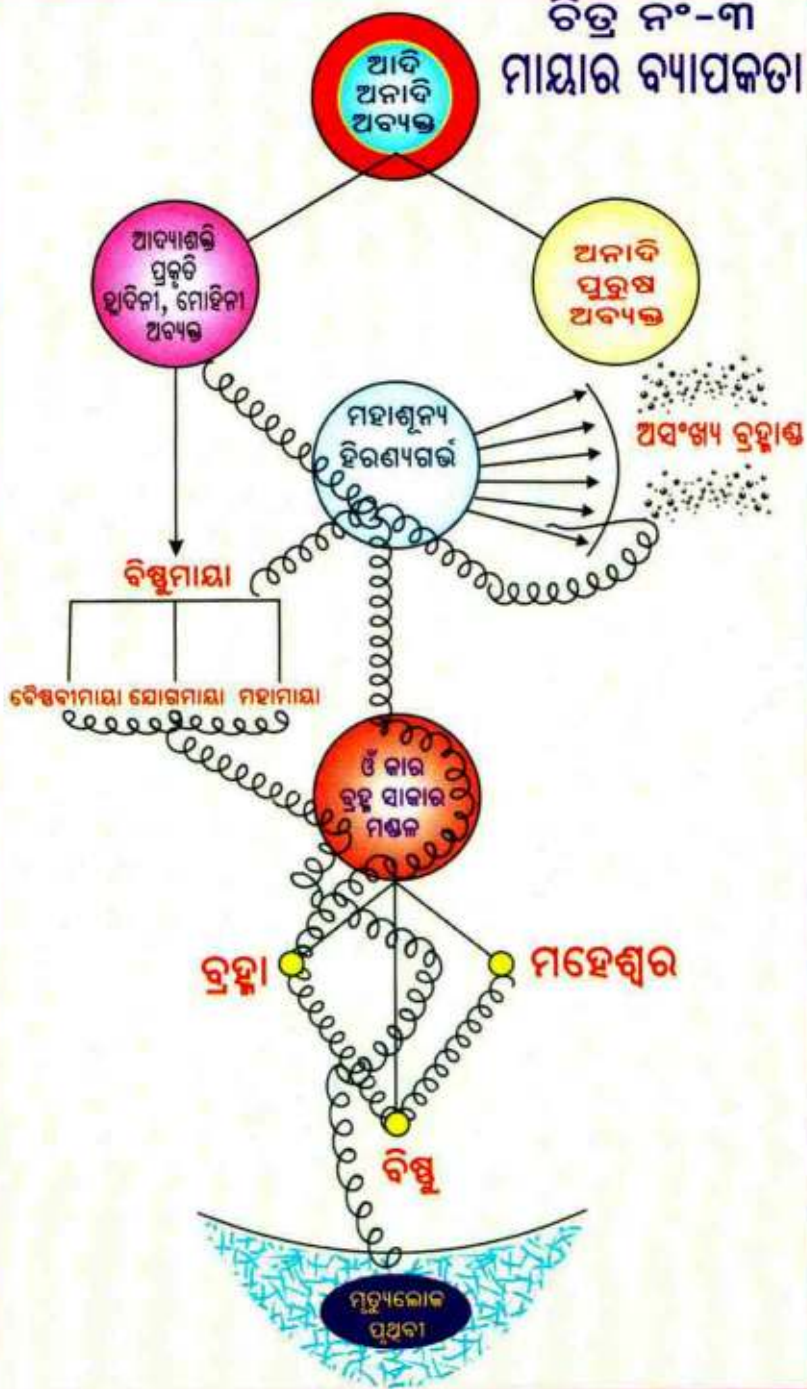 ଚିତ୍ର ନଂ-୩
ମାୟାର ବ୍ୟାପକତା
ଆଦି
ଅନାଦି
ଅବ୍ୟକ୍ତ
ଆଦ୍ୟାଶକ୍ତି
ପ୍ରକୃତି
ହ୍ଲାଦିନୀ, ମୋହିନୀ
ଅବ୍ୟକ୍ତ
ଅନାଦି
ପୁରୁଷ
ଅବ୍ୟକ୍ତ
ମହାଶୂନ୍ୟ
ହିରଣ୍ୟଗର୍ଭ
ଅସଂଖ୍ୟ ବ୍ରହ୍ମାଣ୍ଡ
ବିଷ୍ଣୁମାୟା
ବୈଷ୍ଣବୀମାୟା ଯୋଗମାୟା ମହାମାୟା
ଓଁ କାର
ବ୍ରହ୍ମ ସାକାର
ମଣ୍ଡଳ
ବ୍ରହ୍ମା
ମହେଶ୍ୱର
ବିଷ୍ଣୁ
ମୃତ୍ୟୁଲୋକ
ପୃଥିବୀ